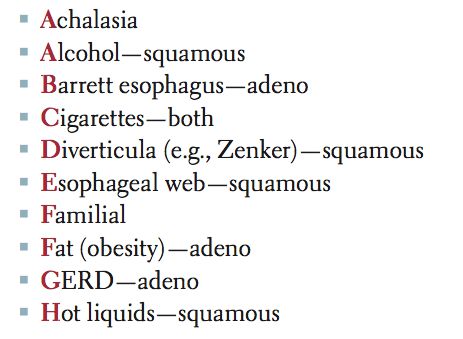 Achalasia
Alcohol—squamous
Barrett esophagus—adeno
Cigarettes—both
Diverticula (e.g., Zenker)—squamous
Esophageal web—squamous
Familial
Fat (obesity)—adeno
GERD—adeno
Hot liquids—squamous